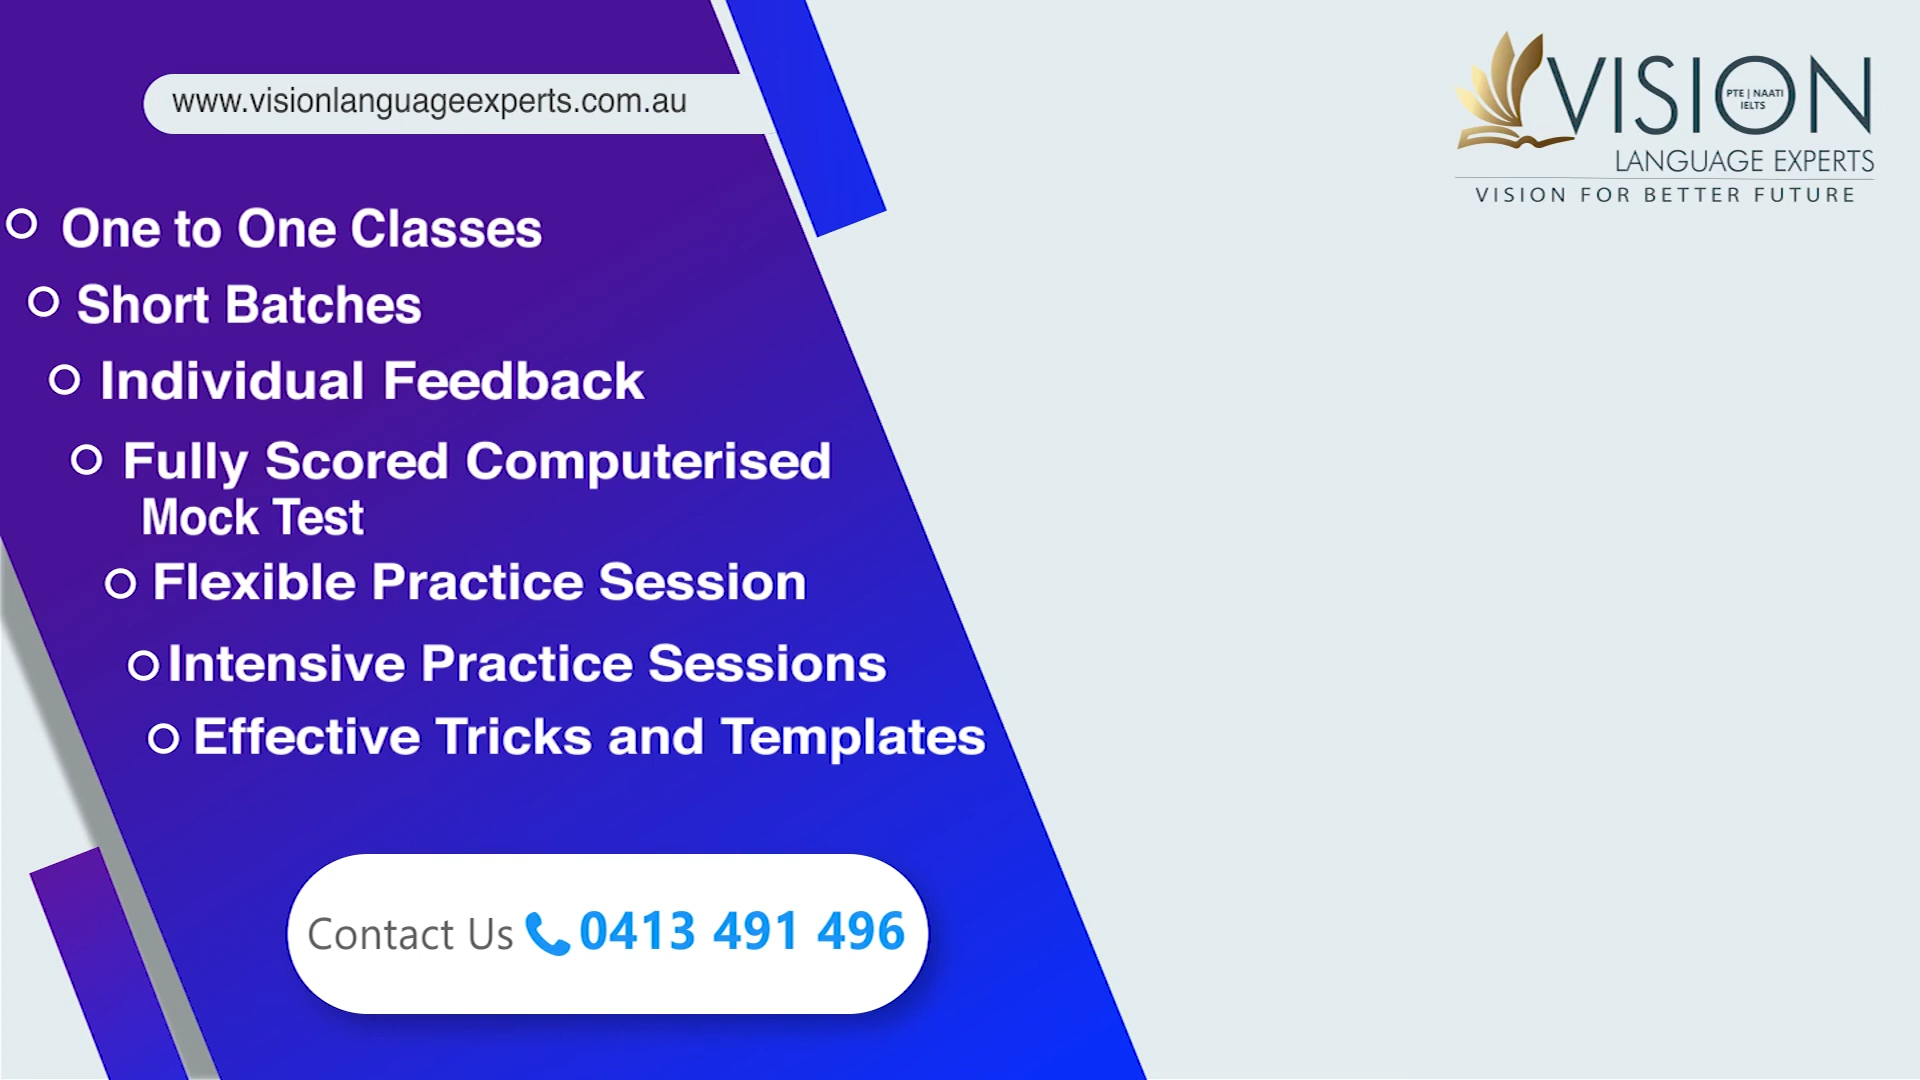 www.visionlanguageexperts.com.au
VISION
PTE | NAATI
IELTS
LANGUAGE EXPERTS
VISION FOR BETTER FUTURE
One to One Classes
Short Batches
Individual Feedback
Fully Scored Computerised
Mock Test
Flexible Practice Session
Intensive Practice Sessions
Effective Tricks and Templates
Contact Us 0413 491 496